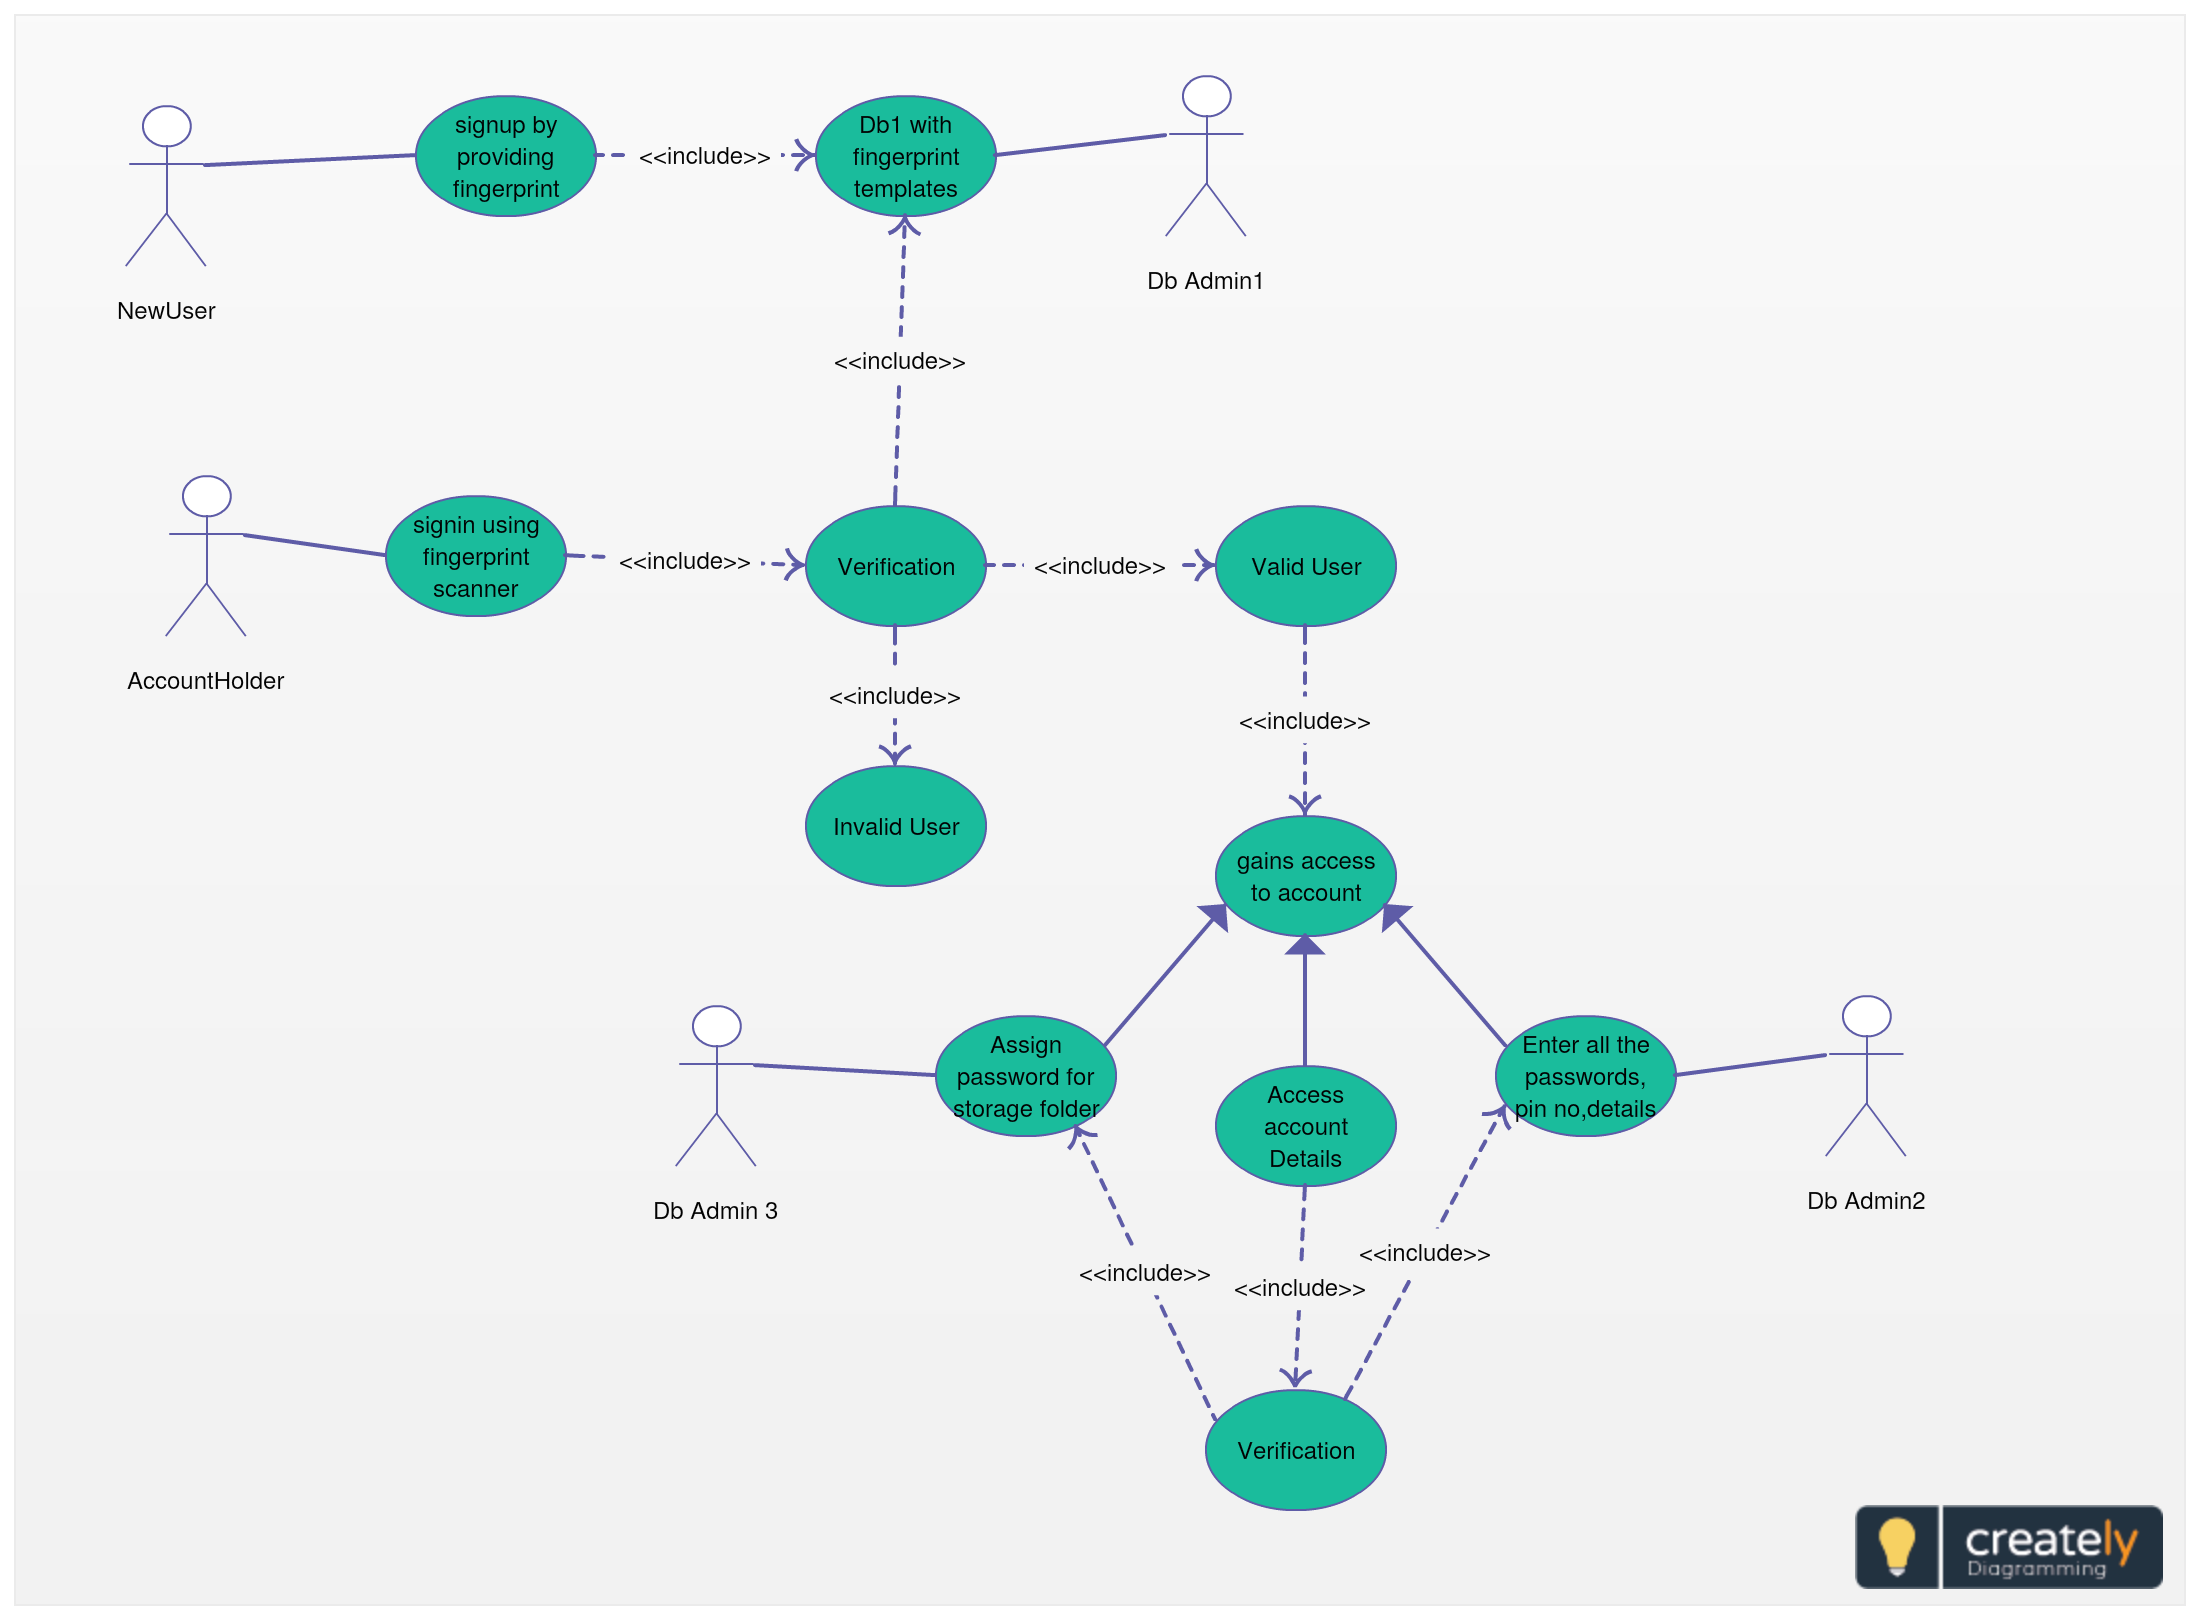 signup by
providing
fingerprint
<<include>>
Db1 with
fingerprint
templates
Db Admin1
NewUser
<<include>>
signin using
fingerprint
scanner
<<include>>
Verification
<<include>>
Valid User
AccountHolder
<<include>>
<<include>>
Invalid User
gains access
to account
Assign
password for
storage folder
Access
account
Details
Enter all the
passwords,
pin no,details
Db Admin 3
Db Admin2
<<include>>
<<include>>
<<include>>
Verification
creately
Diagramming